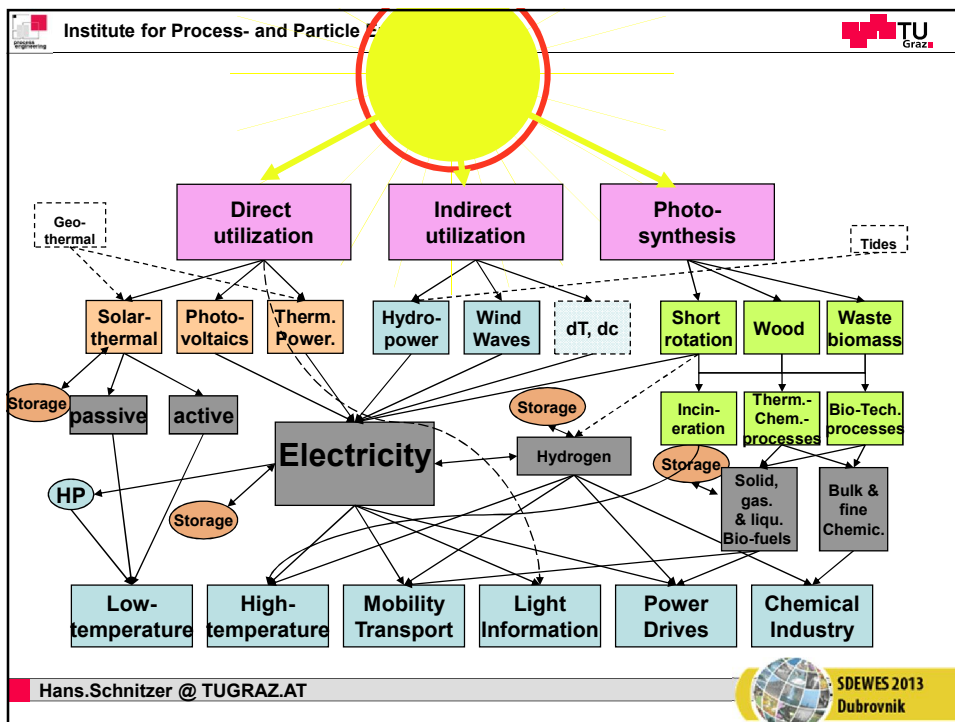 process
engineering
Institute for Process- and Particle E
TU
Graz
Direct
utilization
Indirect
utilization
Photo-
synthesis
Geo-
thermal
Tides
Solar-
thermal
Photo-
voltaics
Therm.
Power.
Hydro-
power
Wind
Waves
dT, dc
Short
rotation
Wood
Waste
biomass
Storage
passive
active
Storage
Incin-
eration
Therm.-
Chem.-
processes
Bio-Tech.
processes
Electricity
Hydrogen
Storage
Solid,
gas.
& liqu.
Bio-fuels
Bulk &
fine
Chemic.
HP
Storage
Low-
temperature
High-
temperature
Mobility
Transport
Light
Information
Power
Drives
Chemical
Industry
Hans.Schnitzer @ TUGRAZ.AT
SDEWES 2013
Dubrovnik